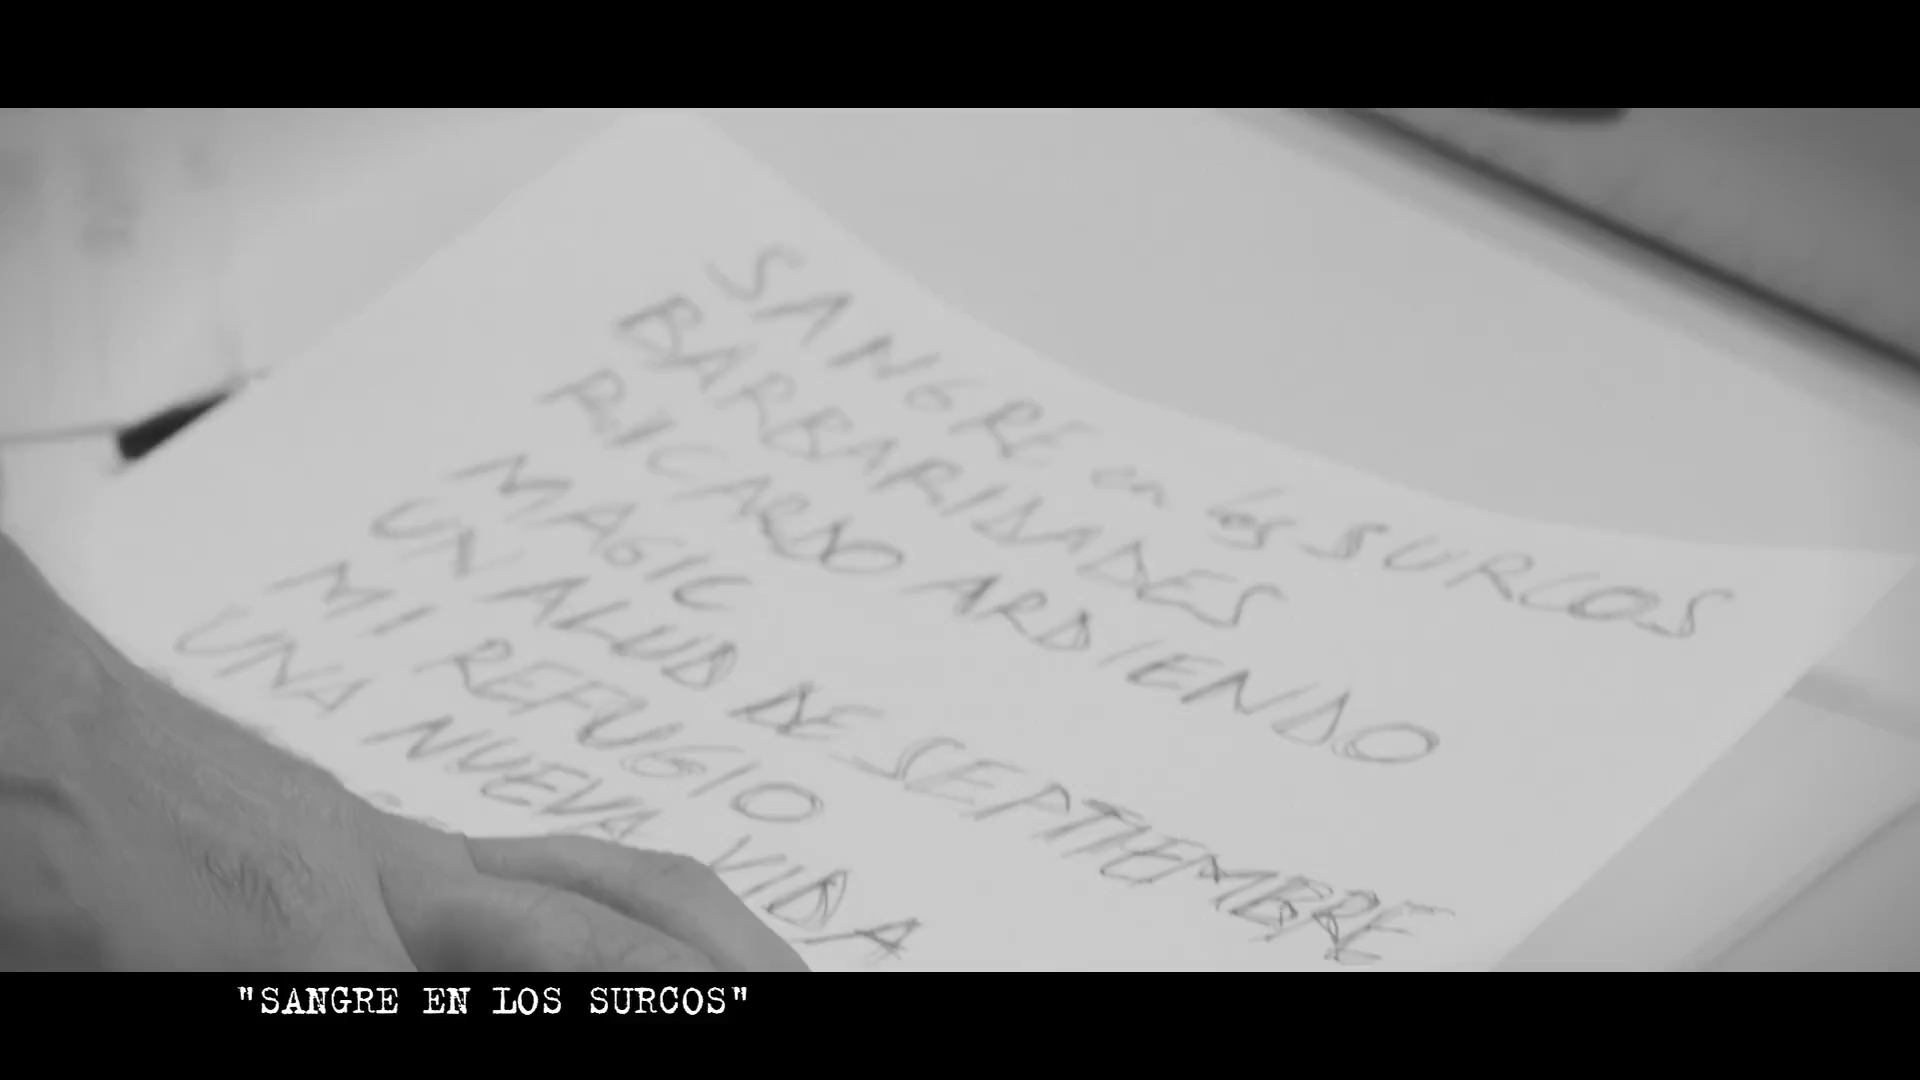 SANGRE en los SURCOS
BARBARIDADES
RICARDO ARDIENDO
MAGIC
UN ALUD DE SEPTIEMBRE
MI REFUGIO
UNA NUEVA VIDA
"SANGRE EN LOS SURCOS"